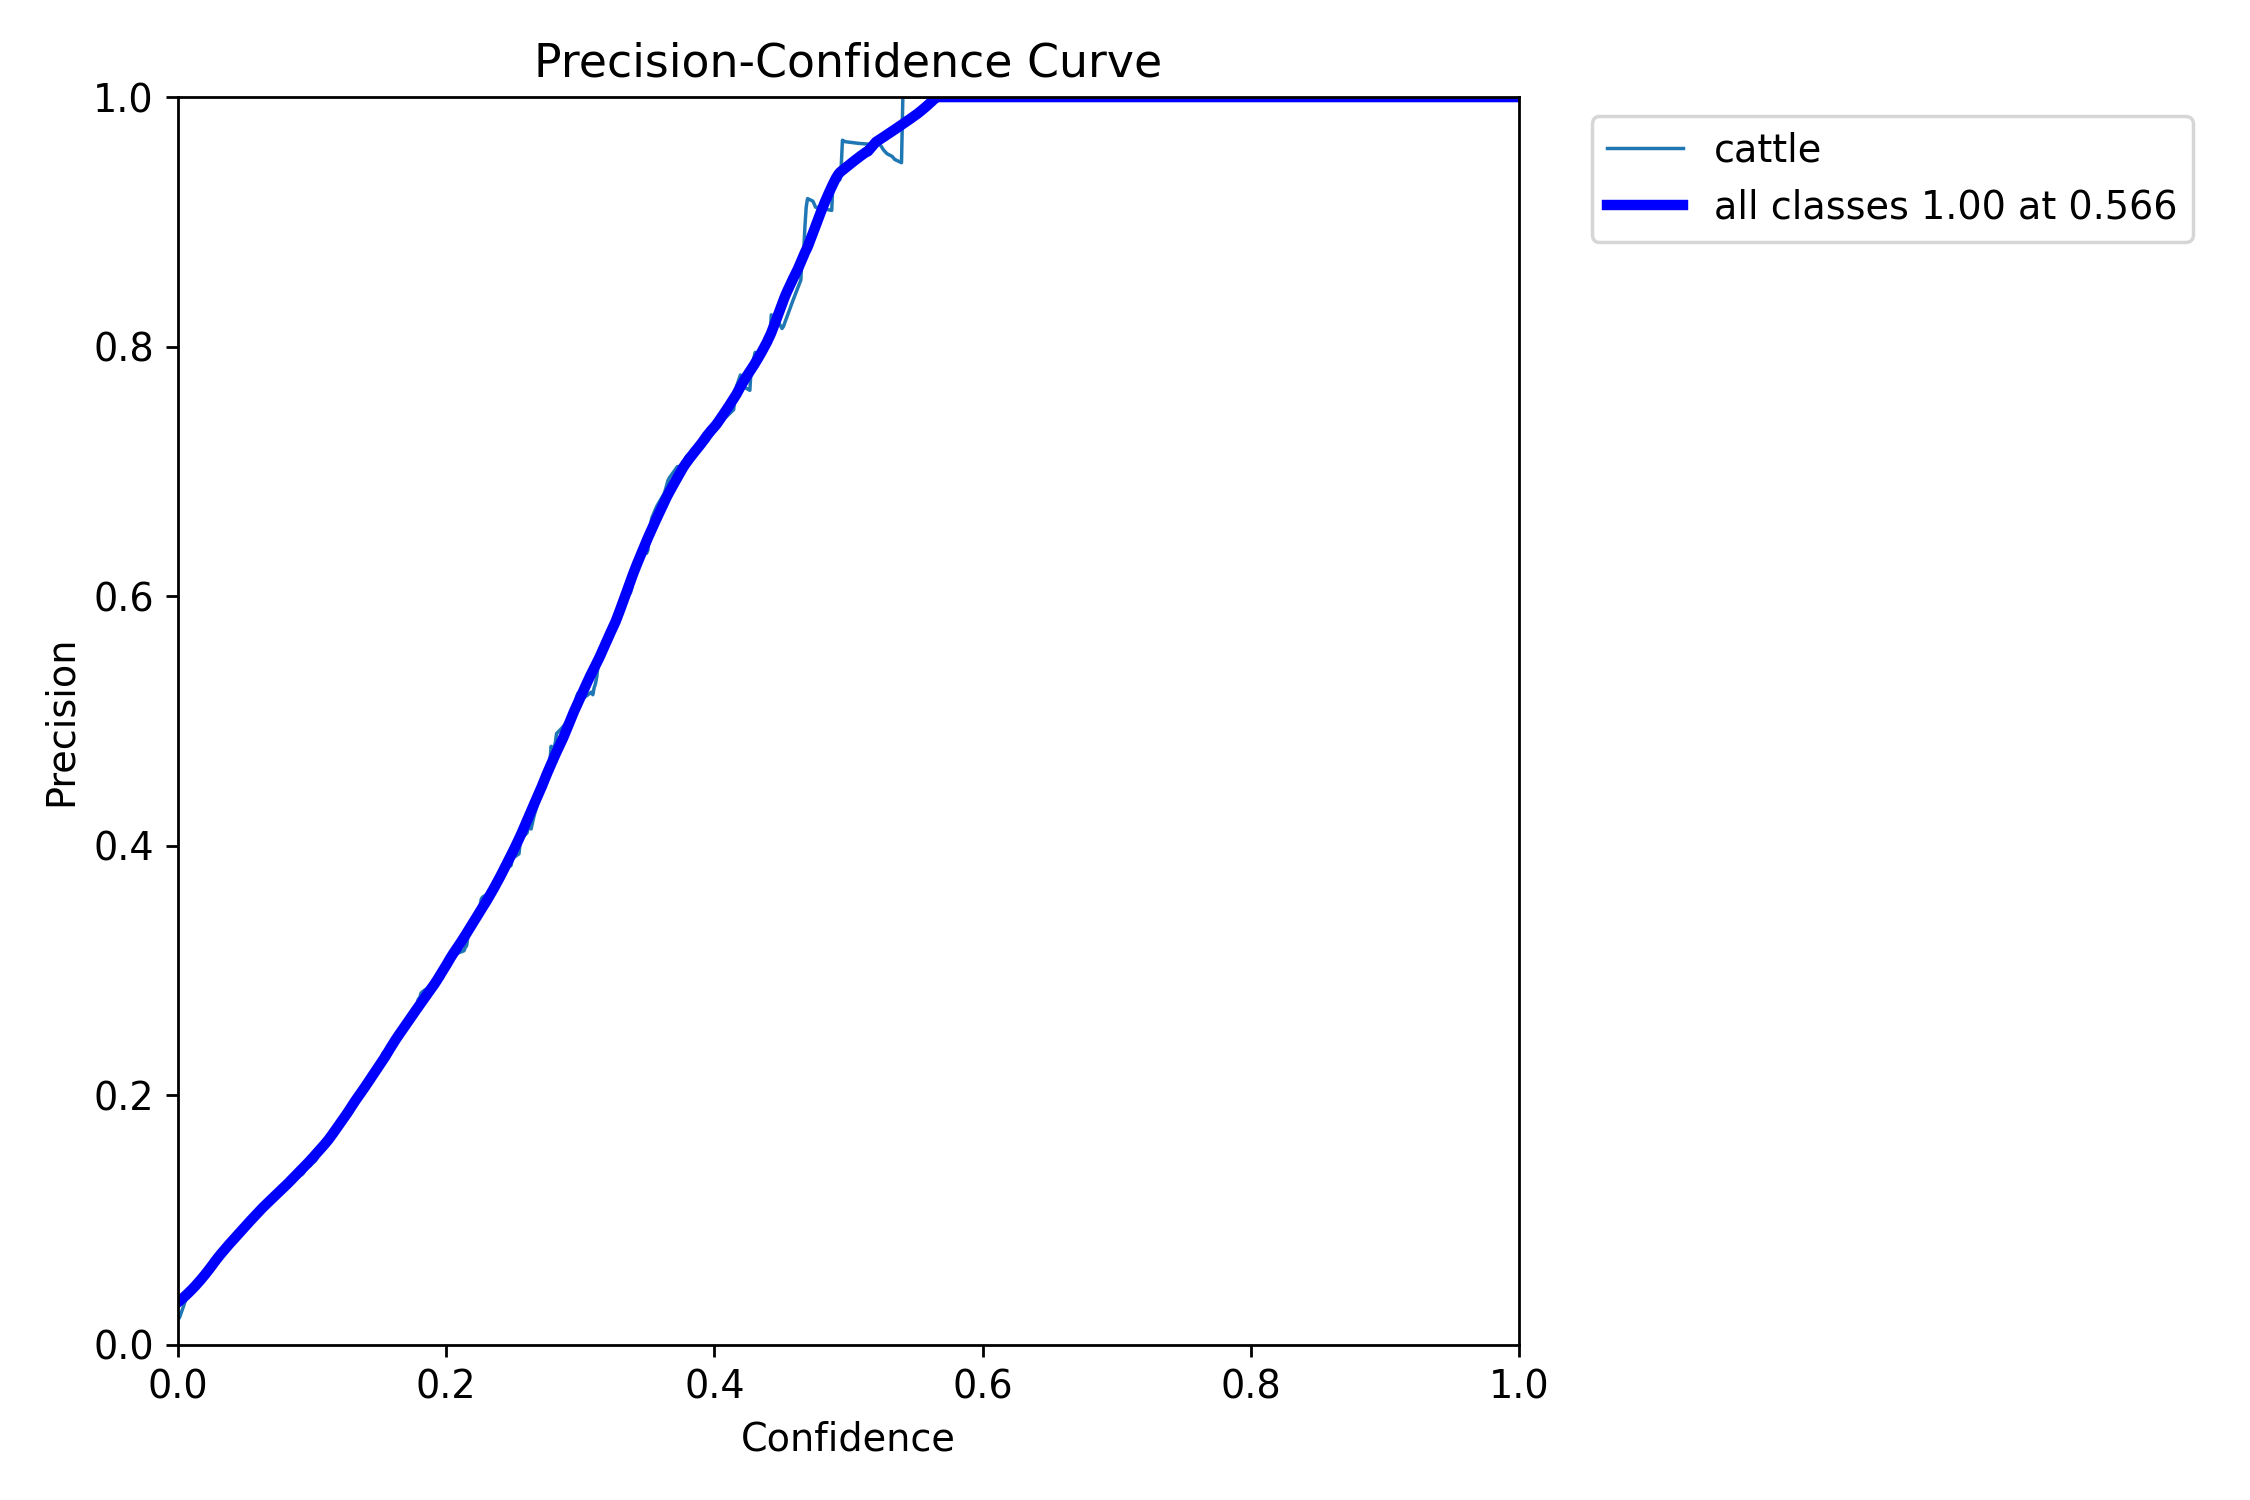 Precision-Confidence Curve
1.0
0.8
0.6
0.4
0.2
0.0
Precision
0.0 0.2 0.4 0.6 0.8 1.0
Confidence
cattle
all classes 1.00 at 0.566